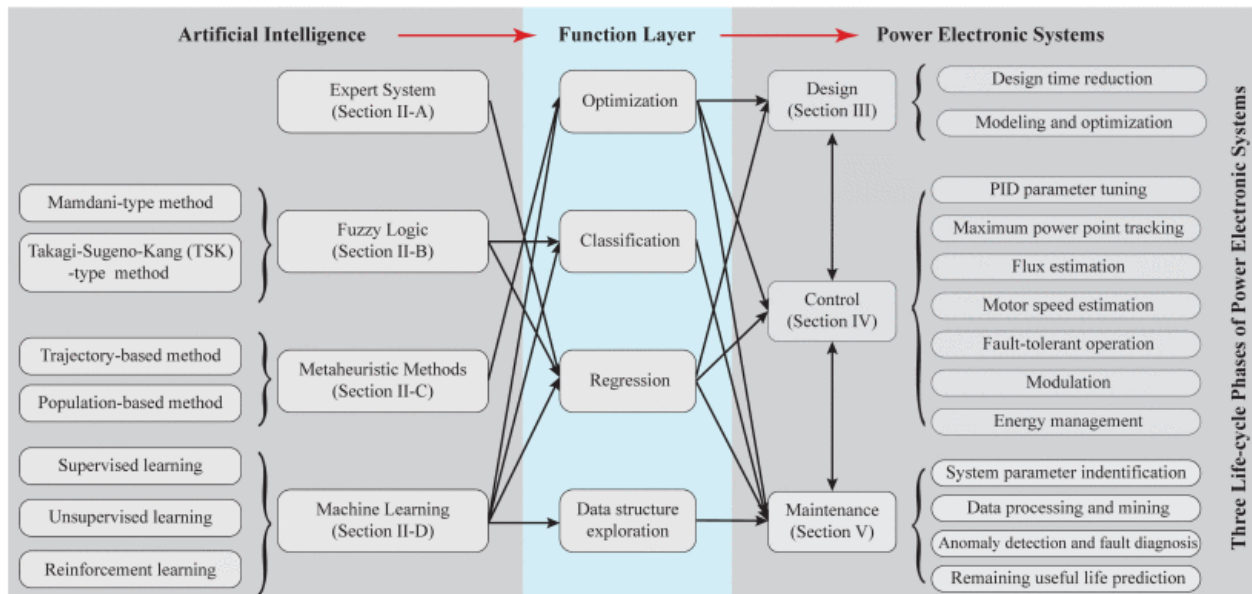 Artificial Intelligence
Function Layer
Power Electronic Systems
Expert System
(Section II-A)
Optimization
Design
(Section III)
Design time reduction
Modeling and optimization
Mamdani-type method
Takagi-Sugeno-Kang (TSK)
-type method
Fuzzy Logic
(Section II-B)
Classification
Control
(Section IV)
PID parameter tuning
Maximum power point tracking
Flux estimation
Motor speed estimation
Fault-tolerant operation
Modulation
Energy management
Trajectory-based method
Population-based method
Metaheuristic Methods
(Section II-C)
Regression
Supervised learning
Unsupervised learning
Reinforcement learning
Machine Learning
(Section II-D)
Data structure
exploration
Maintenance
(Section V)
System parameter indentification
Data processing and mining
Anomaly detection and fault diagnosis
Remaining useful life prediction
Three Life-cycle Phases of Power Electronic Systems